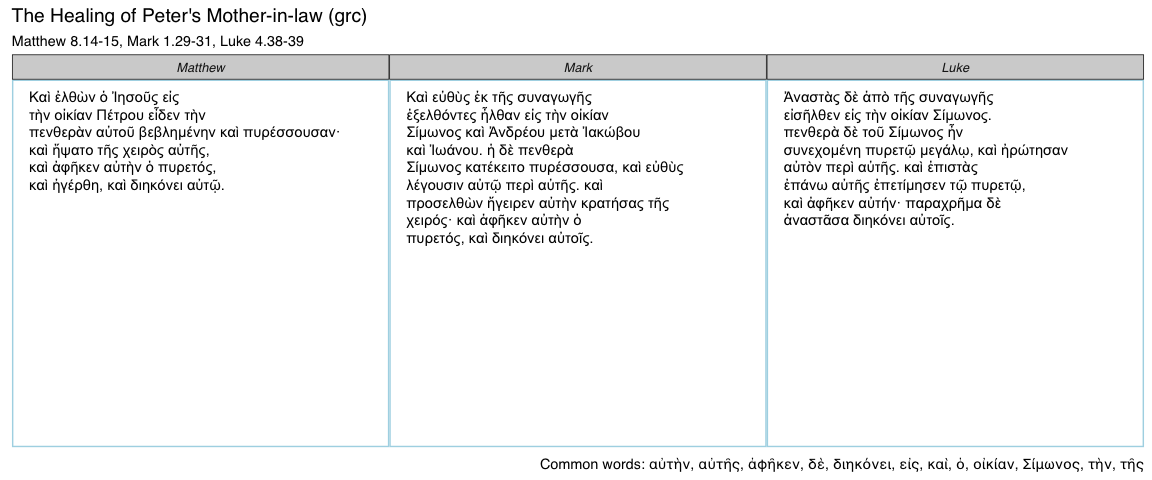 The Healing of Peter's Mother-in-law (grc)
Matthew 8.14-15, Mark 1.29-31, Luke 4.38-39
Matthew
Καὶ ἐλθὼν ὁ Ἰησοῦς εἰς
τὴν οἰκίαν Πέτρου εἶδεν τὴν
πενθερὰν αὐτοῦ βεβλημένην καὶ πυρέσσουσαν·
καὶ ἥψατο τῆς χειρὸς αὐτῆς,
καὶ ἀφῆκεν αὐτὴν ὁ πυρετός,
καὶ ἠγέρθη, καὶ διηκόνει αὐτῷ.
Mark
Καὶ εὐθὺς ἐκ τῆς συναγωγῆς
ἐξελθόντες ἦλθαν εἰς τὴν οἰκίαν
Σίμωνος καὶ Ἀνδρέου μετὰ Ἰακώβου
καὶ Ἰωάνου. ἡ δὲ πενθερὰ
Σίμωνος κατέκειτο πυρέσσουσα, καὶ εὐθὺς
λέγουσιν αὐτῷ περὶ αὐτῆς. καὶ
προσελθὼν ἤγειρεν αὐτὴν κρατήσας τῆς
χειρός· καὶ ἀφῆκεν αὐτὴν ὁ
πυρετός, καὶ διηκόνει αὐτοῖς.
Luke
Ἀναστὰς δὲ ἀπὸ τῆς συναγωγῆς
εἰσῆλθεν εἰς τὴν οἰκίαν Σίμωνος.
πενθερὰ δὲ τοῦ Σίμωνος ἦν
συνεχομένη πυρετῷ μεγάλῳ, καὶ ἠρώτησαν
αὐτὸν περὶ αὐτῆς. καὶ ἐπιστὰς
ἐπάνω αὐτῆς ἐπετίμησεν τῷ πυρετῷ,
καὶ ἀφῆκεν αὐτήν· παραχρῆμα δὲ
ἀναστᾶσα διηκόνει αὐτοῖς.
Common words: αὐτὴν, αὐτῆς, ἀφῆκεν, δὲ, διηκόνει, εἰς, καὶ, ὁ, οἰκίαν, Σίμωνος, τὴν, τῆς